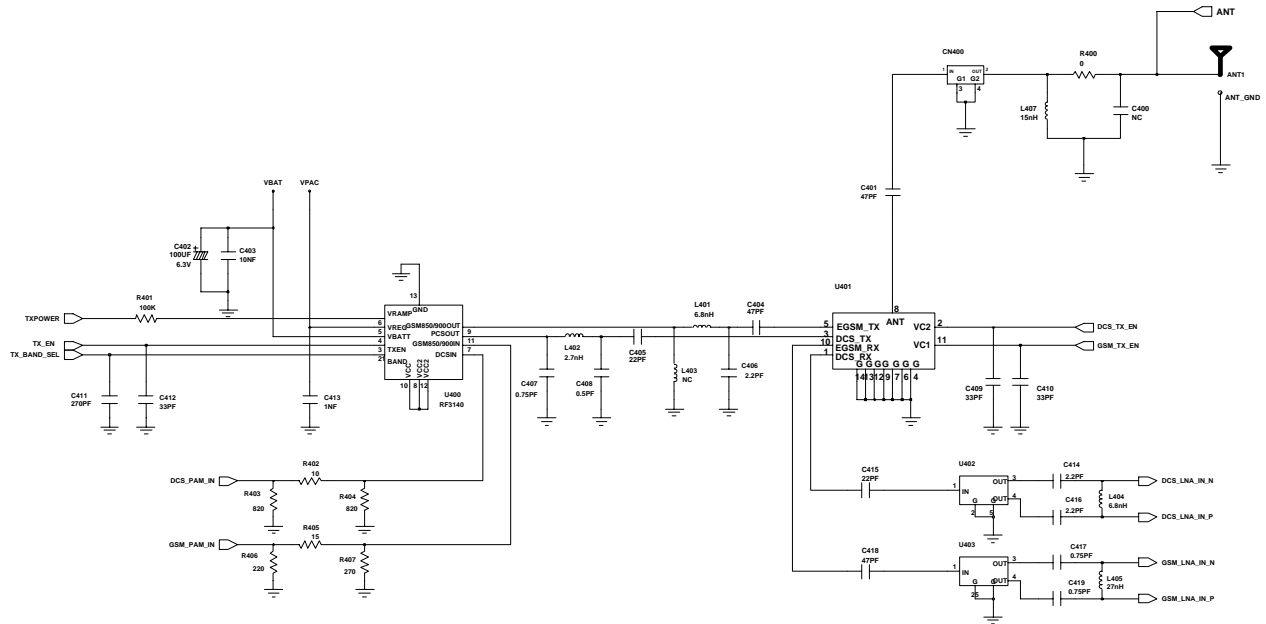 ANT
CN400
1 IN OUT 2
G1 G2
3 4
R400
0
ANT1
ANT_GND
L407
15nH
C400
NC
C401
47PF
VBAT
VPAC
C402
100UF
6.3V
+
C403
10NF
R401
100K
TXPOWER
TX_EN
TX_BAND_SEL
13
GND
VRAMP
6 VREG
5 VBATT
4 TXEN
3
2 1 BAND
GSM850/900OUT
PCSOUT 9
GSM850/900IN 11
DCSIN 7
VCC VCC2 VCC2
10 8 12
U400
RF3140
C411
270PF
C412
33PF
C413
1NF
L402
2.7nH
C407
0.75PF
C408
0.5PF
C405
22PF
L401
6.8nH
C404
47PF
L403
NC
C406
2.2PF
U401
8
ANT
5 EGSM_TX
3 DCS_TX
10 EGSM_RX
1 DCS_RX
VC2 2
VC1 11
G G G G G G G G
14 13 12 9 7 6 4
DCS_TX_EN
GSM_TX_EN
C409
33PF
C410
33PF
DCS_PAM_IN
R402
10
R403
820
R404
820
GSM_PAM_IN
R405
15
R406
220
R407
270
C415
22PF
U402
1 IN
OUT 3
OUT 4
G G
2 5
C414
2.2PF
C416
2.2PF
L404
6.8nH
DCS_LNA_IN_N
DCS_LNA_IN_P
C418
47PF
U403
1 IN
OUT 3
OUT 4
G G
2 5
C417
0.75PF
C419
0.75PF
L405
27nH
GSM_LNA_IN_N
GSM_LNA_IN_P